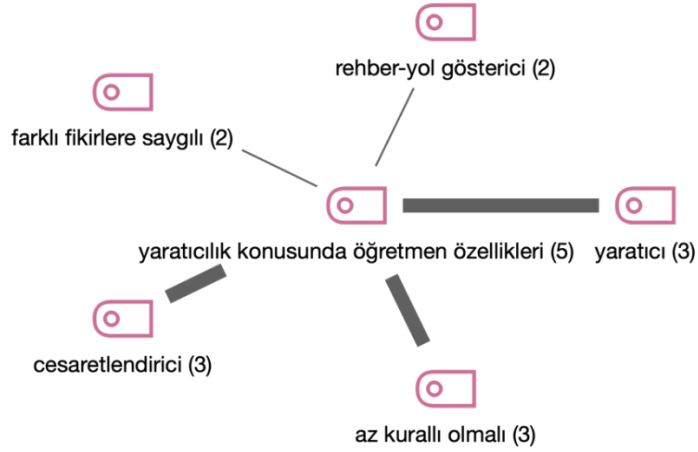 rehber-yol gösterici (2)
farklı fikirlere saygılı (2)
yaratıcılık konusunda öğretmen özellikleri (5)
yaratıcı (3)
cesaretlendirici (3)
az kurallı olmalı (3)